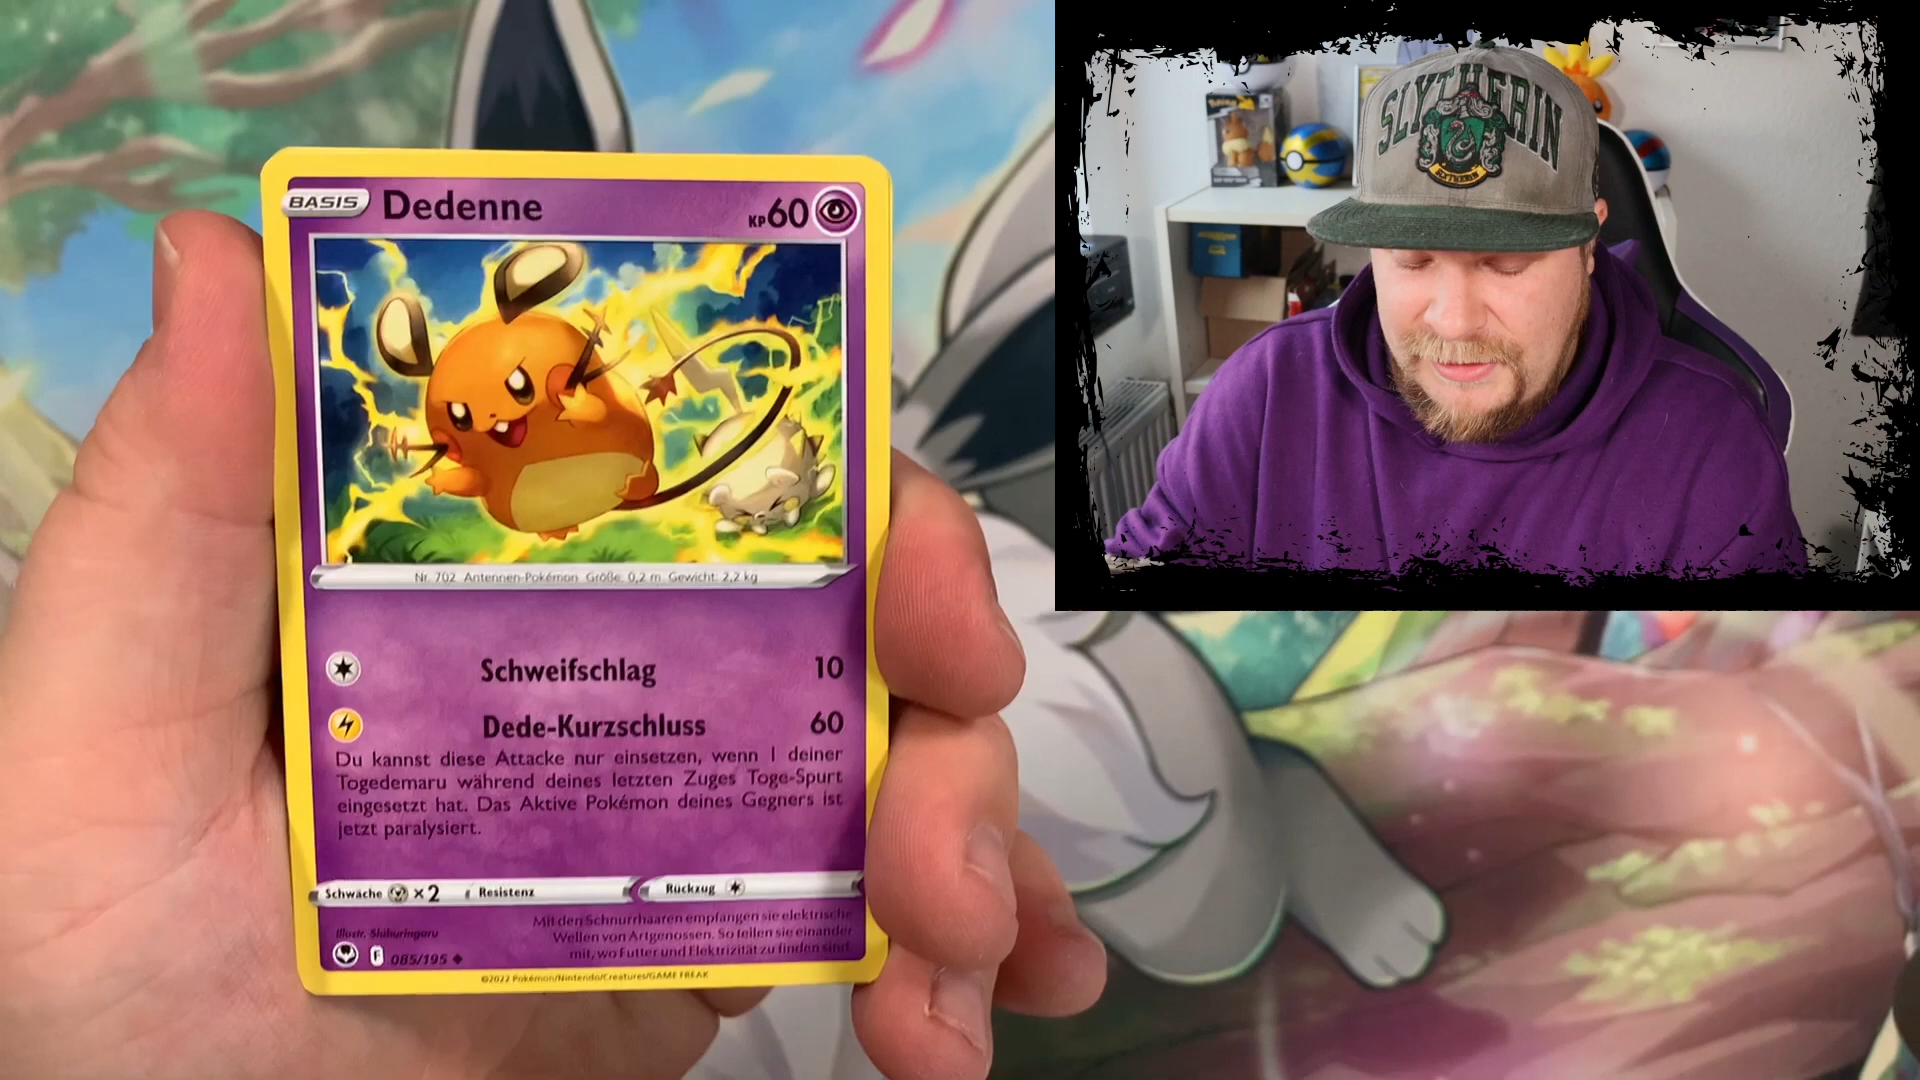 BASIS Dedenne KP60
Nr. 702 Antennen-Pokémon Größe: 0,2 m Gewicht: 2,2 kg
Schweifschlag 10
Dede-Kurzschluss 60
Du kannst diese Attacke nur einsetzen, wenn 1 deiner
Togedemaru während deines letzten Zuges Toge-Spurt
eingesetzt hat. Das Aktive Pokémon deines Gegners ist
jetzt paralysiert.
Schwäche ×2 Resistenz Rückzug
Illustr. Shibuzoh.
Mit den Schnurrhaaren empfangen sie elektrische
Wellen von Artgenossen. So teilen sie einander
mit, wo Futter und Elektrizität zu finden sind.
F 085/195
©2022 Pokémon/Nintendo/Creatures/GAME FREAK
SLYTHERIN
SLYTHERIN